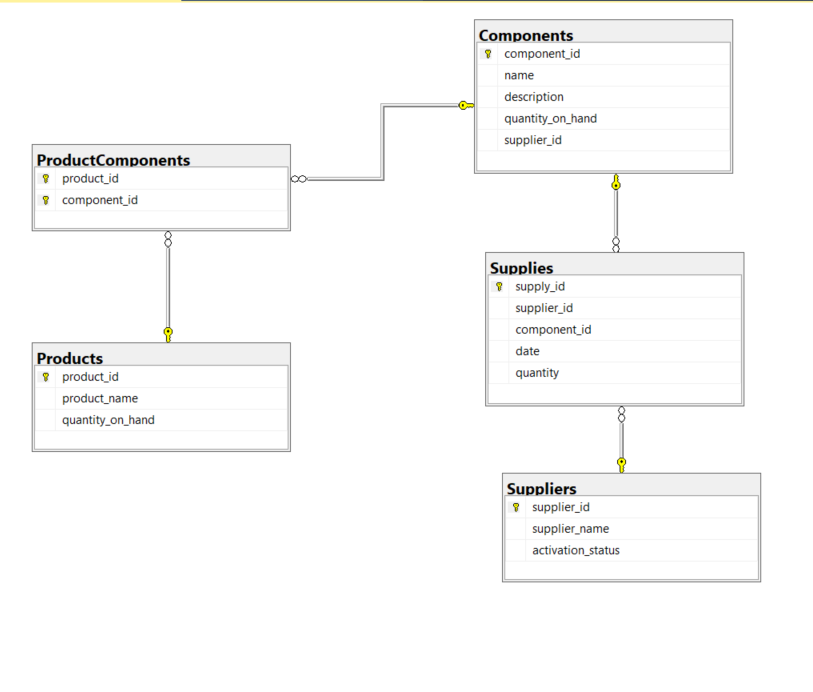 Components
component_id
name
description
quantity_on_hand
supplier_id
ProductComponents
product_id
component_id
Supplies
supply_id
supplier_id
component_id
date
quantity
Products
product_id
product_name
quantity_on_hand
Suppliers
supplier_id
supplier_name
activation_status